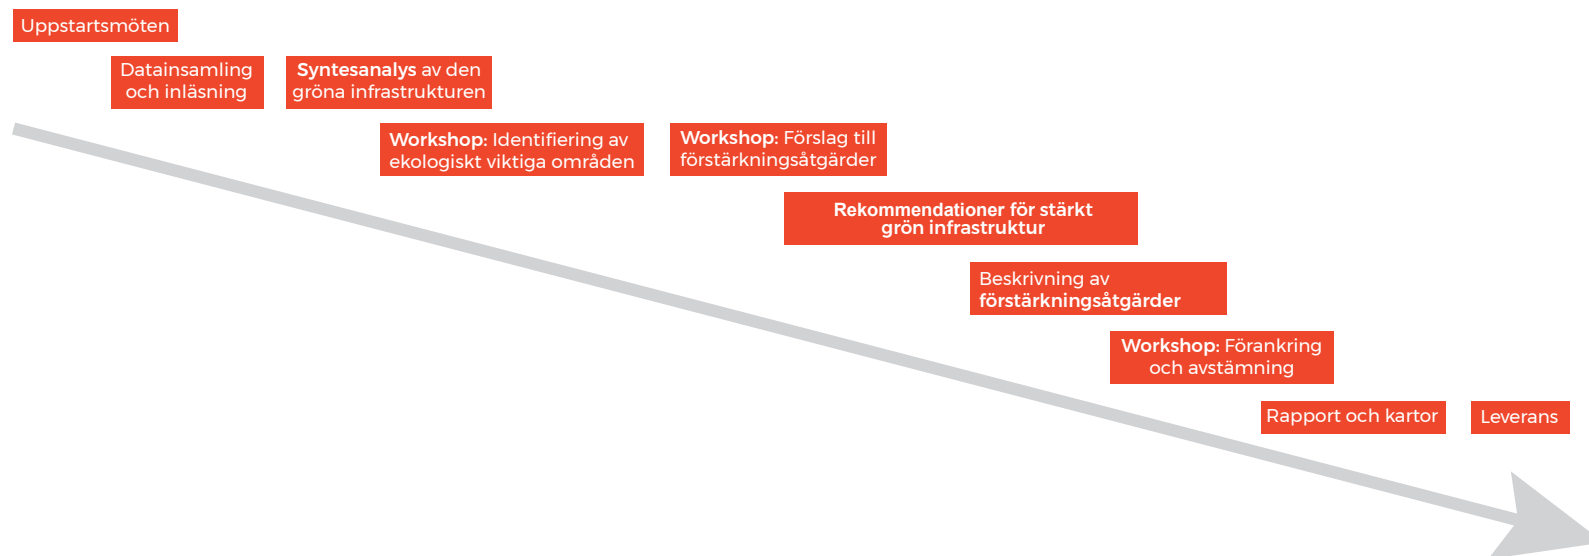 Uppstartsmöten
Datainsamling
och inläsning
Syntesanalys av den
gröna infrastrukturen
Workshop: Identifiering av
ekologiskt viktiga områden
Workshop: Förslag till
förstärkningsåtgärder
Rekommendationer för stärkt
grön infrastruktur
Beskrivning av
förstärkningsåtgärder
Workshop: Förankring
och avstämning
Rapport och kartor
Leverans